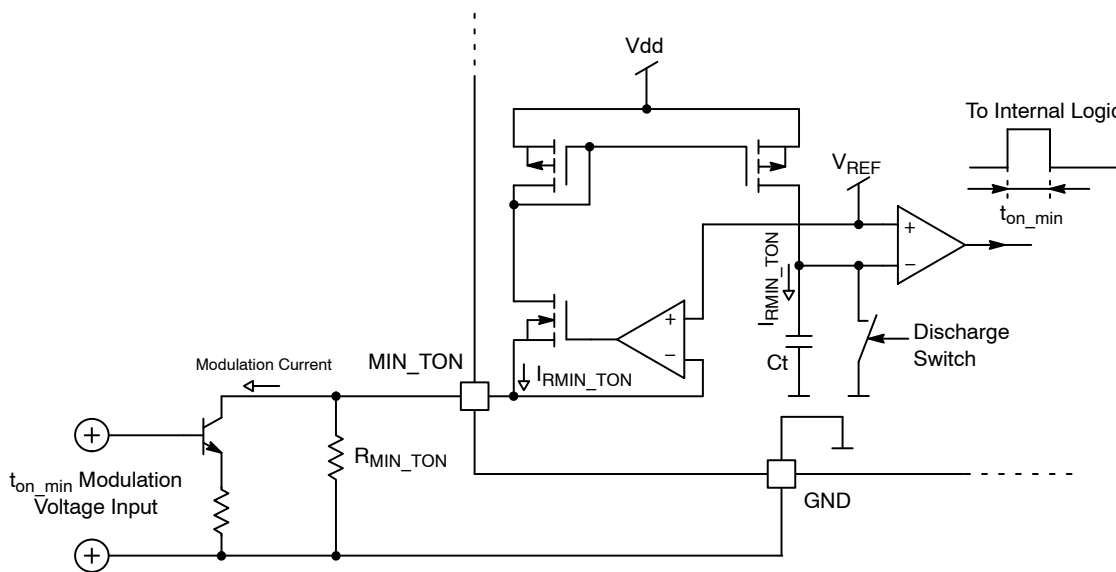 Vdd
To Internal Logic
VREF
ton_min
+
−
IRMIN_TON
+
−
Discharge
Switch
Ct
Modulation Current
MIN_TON
IRMIN_TON
RMIN_TON
ton_min Modulation
Voltage Input
GND